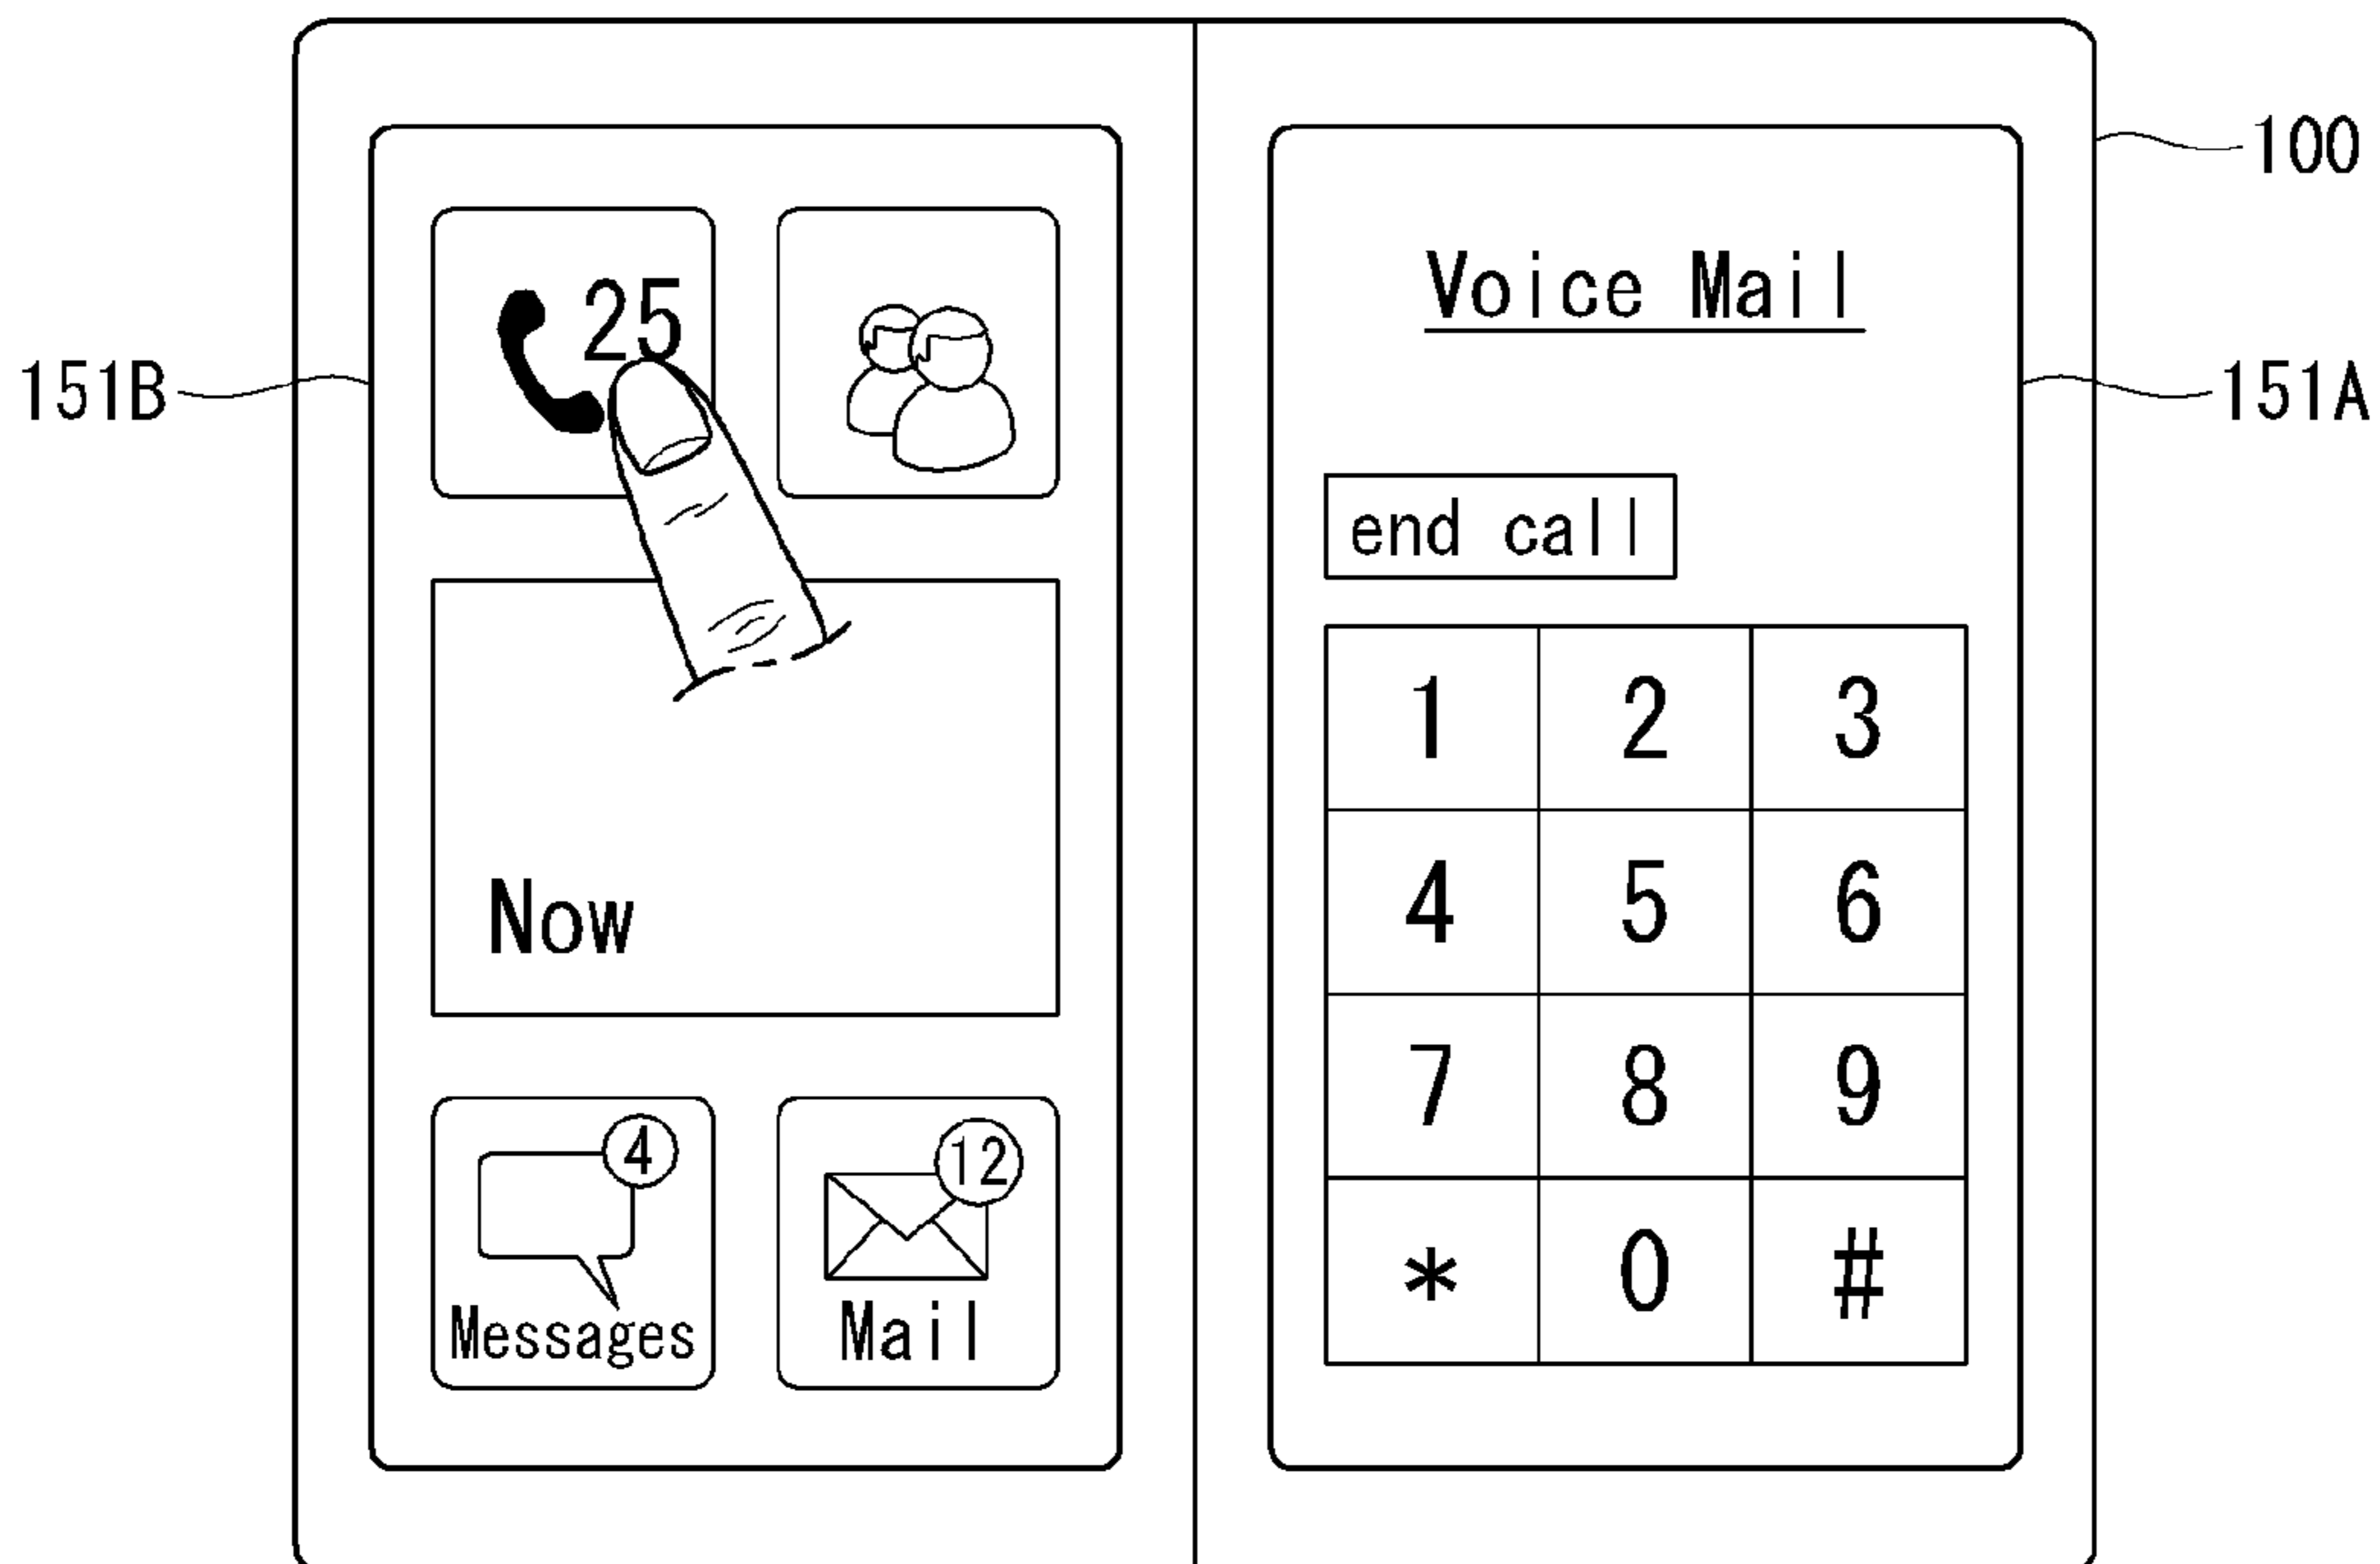 100
151B
151A
25
Now
4
Messages
12
Mail
Voice Mail
end call
1 2 3
4 5 6
7 8 9
* 0 #